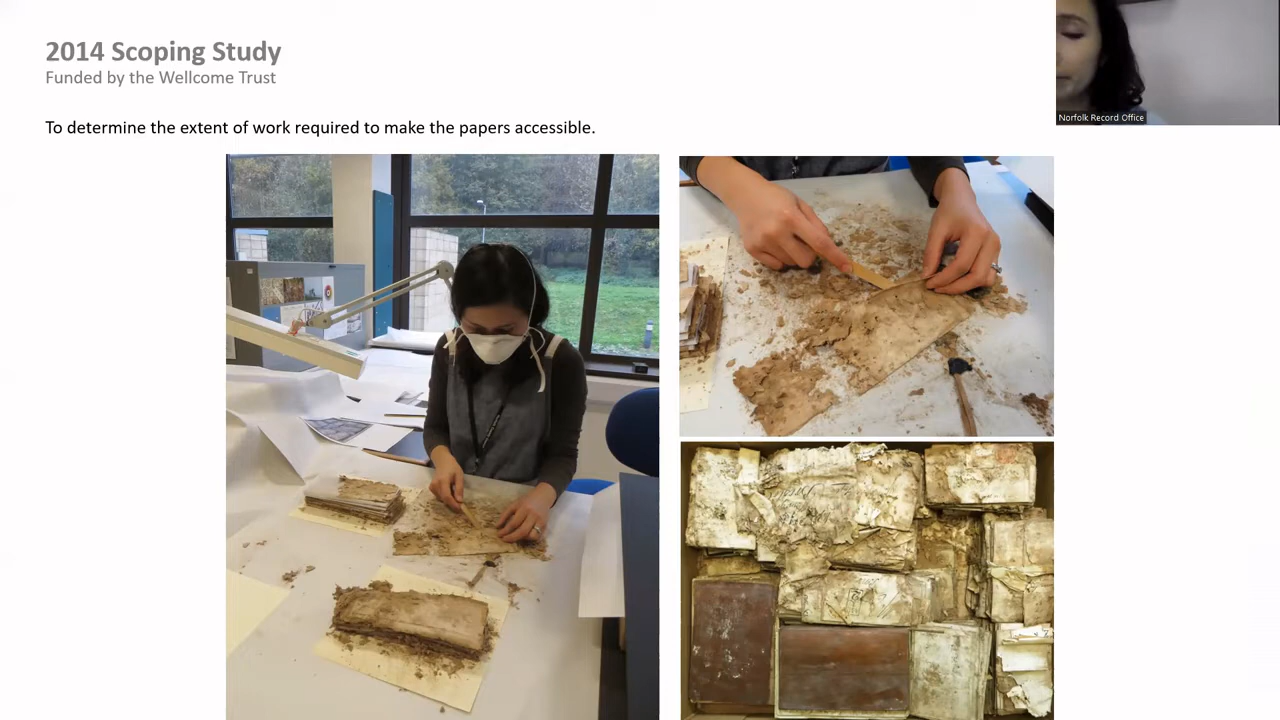 2014 Scoping Study
Funded by the Wellcome Trust
To determine the extent of work required to make the papers accessible.
Norfolk Record Office